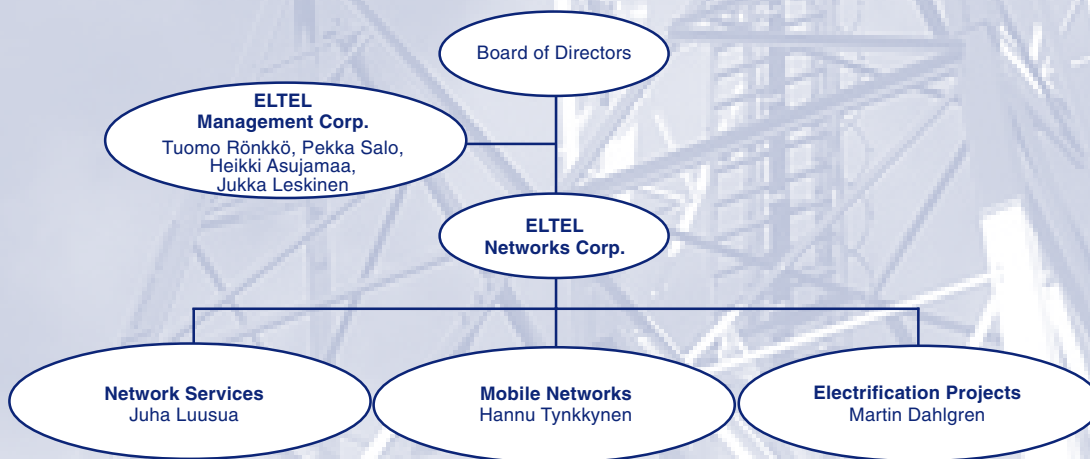 Board of Directors
ELTEL
Management Corp.
Tuomo Rönkkö, Pekka Salo,
Heikki Asujamaa,
Jukka Leskinen
ELTEL
Networks Corp.
Network Services
Juha Luusua
Mobile Networks
Hannu Tynkkynen
Electrification Projects
Martin Dahlgren